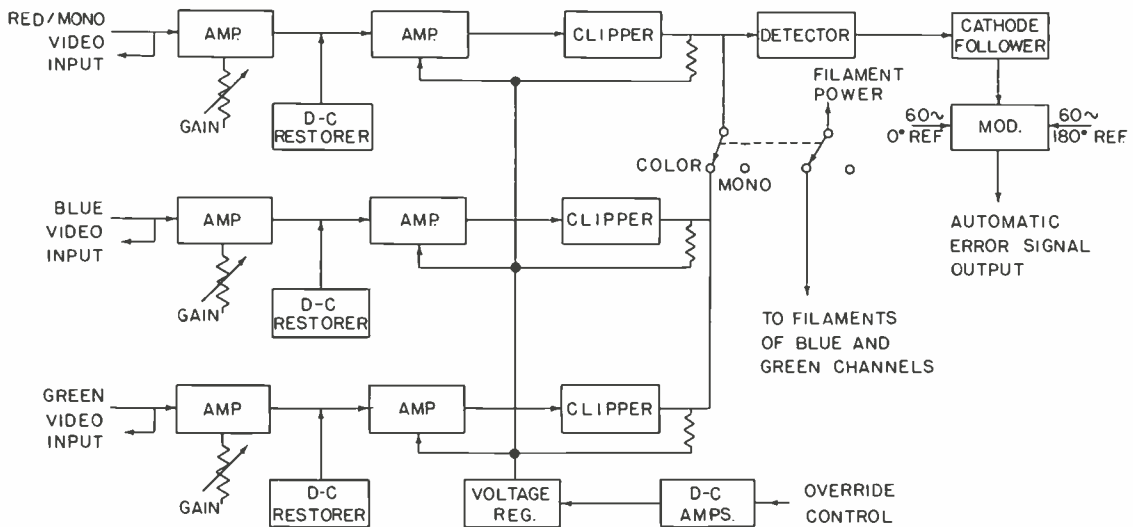 RED/MONO
VIDEO
INPUT
AMP.
GAIN
D-C
RESTORER
AMP.
CLIPPER
DETECTOR
CATHODE
FOLLOWER
FILAMENT
POWER
60~
0° REF
MOD.
60~
180° REF.
COLOR
MONO
AUTOMATIC
ERROR SIGNAL
OUTPUT
BLUE
VIDEO
INPUT
AMP
GAIN
D-C
RESTORER
AMP.
CLIPPER
TO FILAMENTS
OF BLUE AND
GREEN CHANNELS
GREEN
VIDEO
INPUT
AMP
GAIN
D-C
RESTORER
AMP
CLIPPER
VOLTAGE
REG.
D-C
AMPS.
OVERRIDE
CONTROL